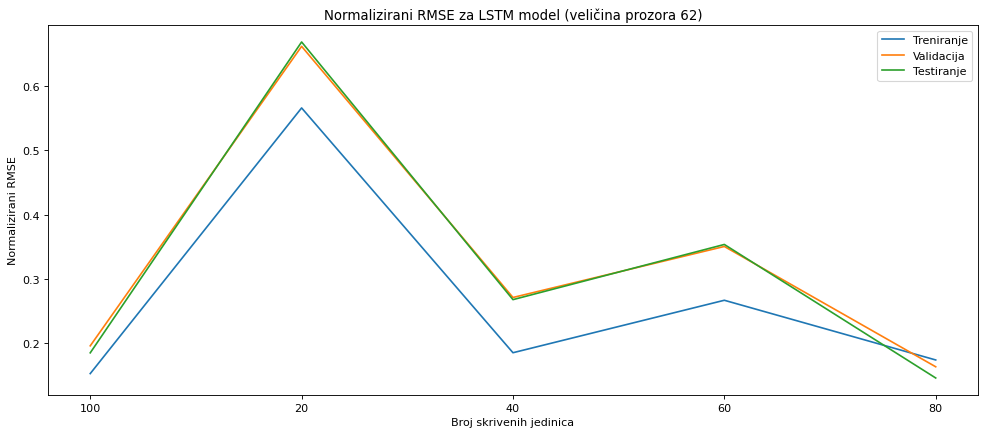 Normalizirani RMSE za LSTM model (veličina prozora 62)
Treniranje
Validacija
Testiranje
Normalizirani RMSE
0.6
0.5
0.4
0.3
0.2
100 20 40 60 80
Broj skrivenih jedinica